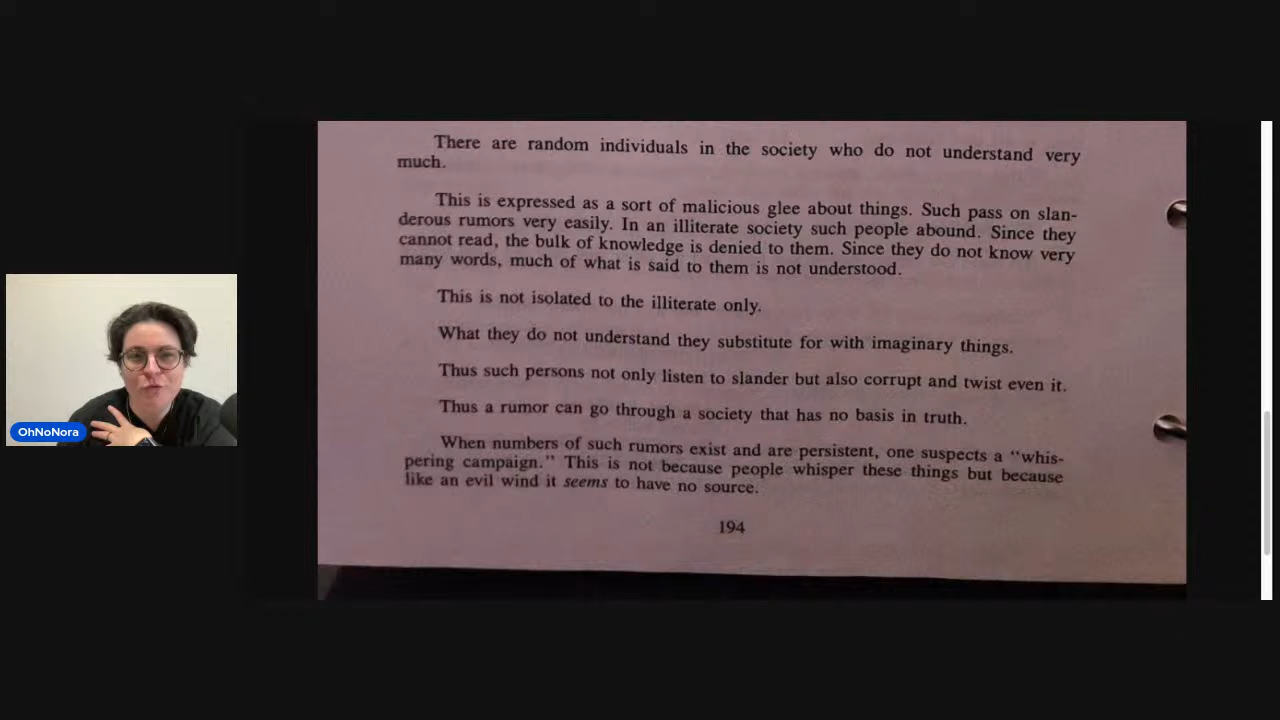 There are random individuals in the society who do not understand very
much.
This is expressed as a sort of malicious glee about things. Such pass on slan-
derous rumors very easily. In an illiterate society such people abound. Since they
cannot read, the bulk of knowledge is denied to them. Since they do not know very
many words, much of what is said to them is not understood.
This is not isolated to the illiterate only.
What they do not understand they substitute for with imaginary things.
Thus such persons not only listen to slander but also corrupt and twist even it.
Thus a rumor can go through a society that has no basis in truth.
When numbers of such rumors exist and are persistent, one suspects a “whis-
pering campaign.” This is not because people whisper these things but because
like an evil wind it seems to have no source.
194
OhNoNora